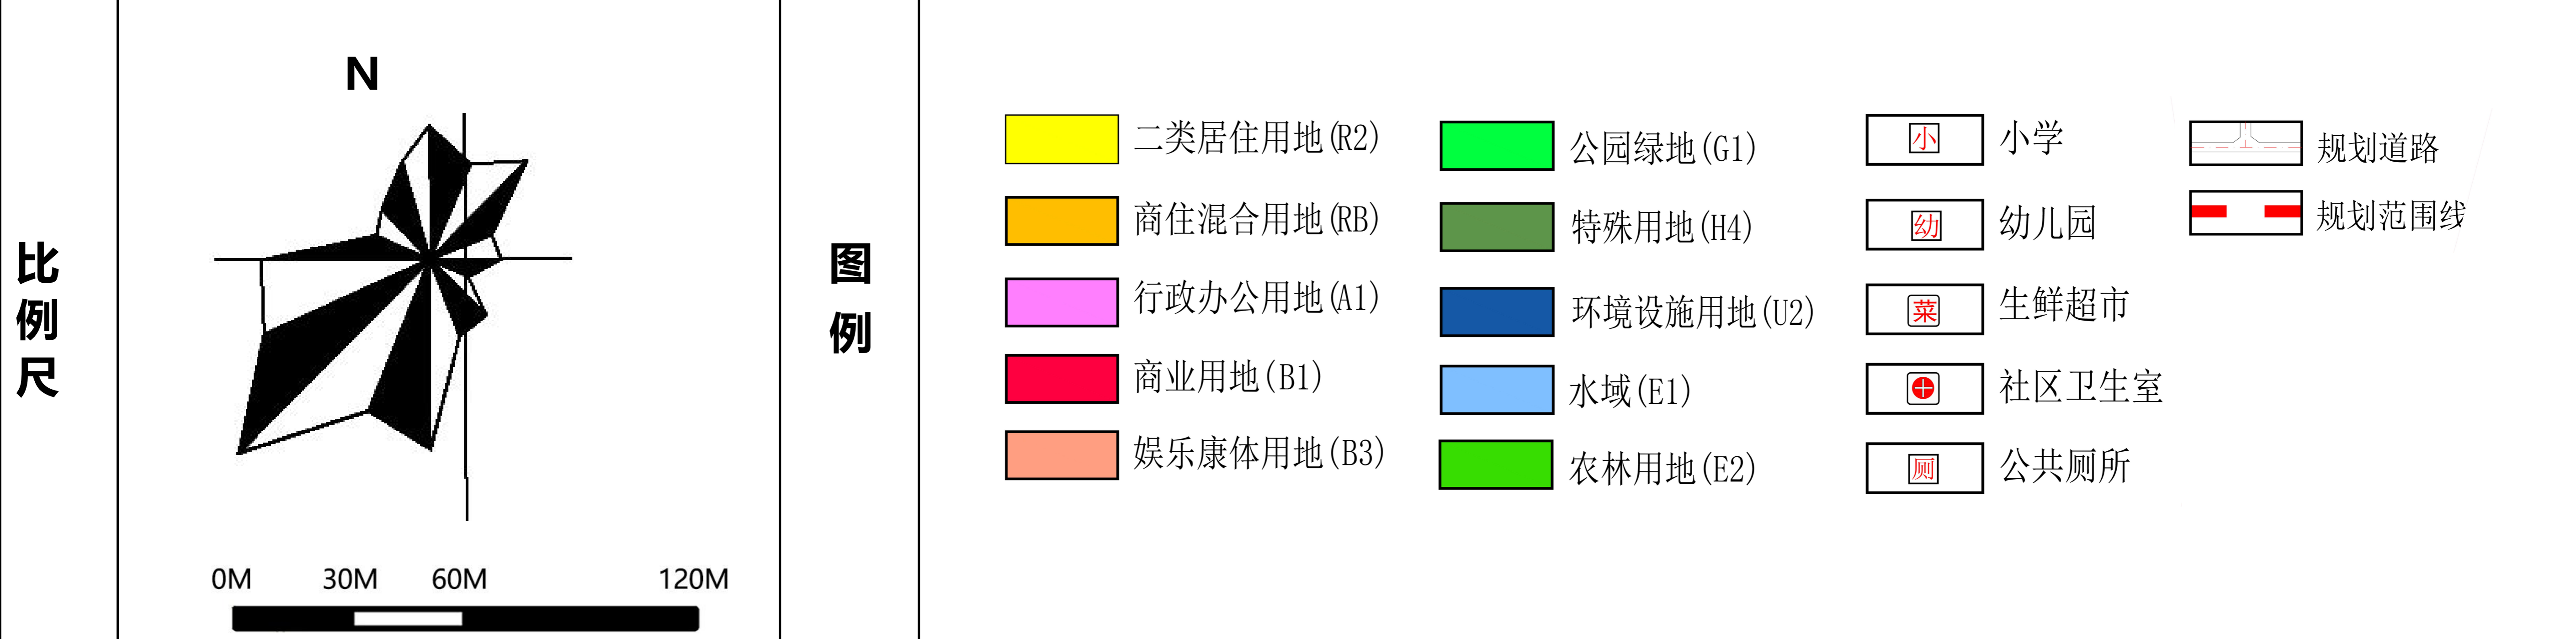 比例尺
N
0M 30M 60M 120M
图例
二类居住用地(R2)
商住混合用地(RB)
行政办公用地(A1)
商业用地(B1)
娱乐康体用地(B3)
公园绿地(G1)
特殊用地(H4)
环境设施用地(U2)
水域(E1)
农林用地(E2)
小 小学
幼 幼儿园
菜 生鲜超市
社区卫生室
厕 公共厕所
规划道路
规划范围线